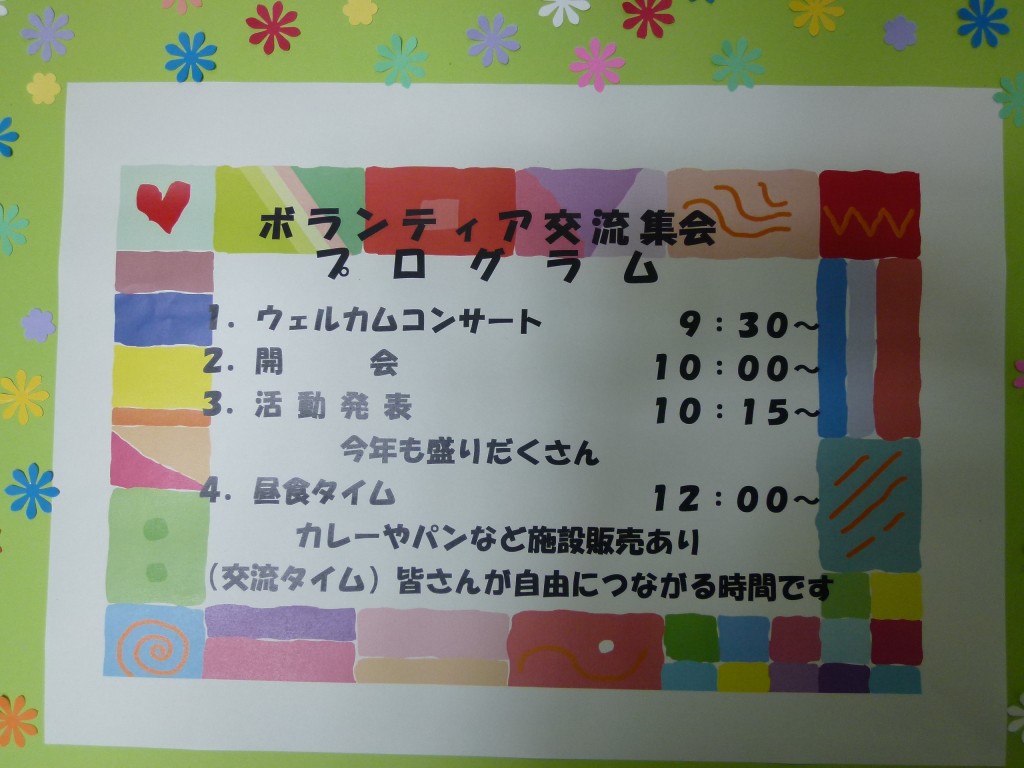 ボランティア交流集会
プログラム
1．ウェルカムコンサート　9：30～
2．開　　会　10：00～
3．活動発表　10：15～
今年も盛りだくさん
4．昼食タイム　12：00～
カレーやパンなど施設販売あり
（交流タイム）皆さんが自由につながる時間です